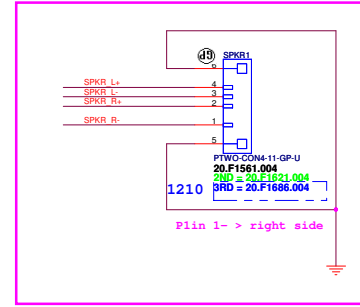 GP
SPKR1
6
SPKR_L+
4
SPKR_L-
3
SPKR_R+
2
SPKR_R-
1
5
PTWO-CON4-11-GP-U
20.F1561.004
2ND = 20.F1621.004
1210
3RD = 20.F1686.004
P1in 1- > right side